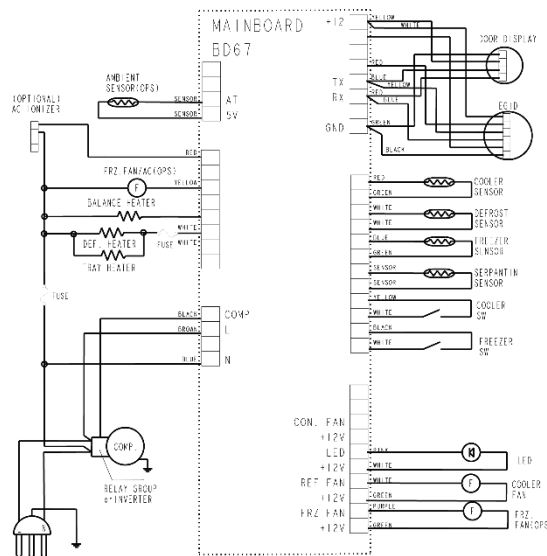 MAINBOARD
BD67
+12
YELLOW
WHITE
DOOR DISPLAY
AMBIENT
SENSOR(OPS)
SENSOR
AT
SENSOR
5V
RED
BLUE
TX
YELLOW
RED
RX
BLUE
GREEN
GND
BLACK
EGID
(OPTIONAL)
AC IONIZER
RED
FRZ.FAN/AC(OPS)
F
YELLOW
BALANCE HEATER
WHITE
WHITE
DEF. HEATER
FUSE
TRAY HEATER
FUSE
RED
COOLER
SENSOR
GREEN
WHITE
DEFROST
SENSOR
WHITE
BLUE
FREEZER
SENSOR
GREEN
SENSOR
SERPANTIN
SENSOR
SENSOR
YELLOW
COOLER
SW
WHITE
BLACK
FREEZER
SW
WHITE
BLACK
COMP
BROWN
L
BLUE
N
COMP.
RELAY GROUP
or INVERTER
CON. FAN
+12V
LED
PINK
LED
+12V
WHITE
REF FAN
WHITE
F
COOLER
FAN
+12V
GREEN
FRZ FAN
PURPLE
F
FRZ.
FAN(OPS
+12V
GREEN